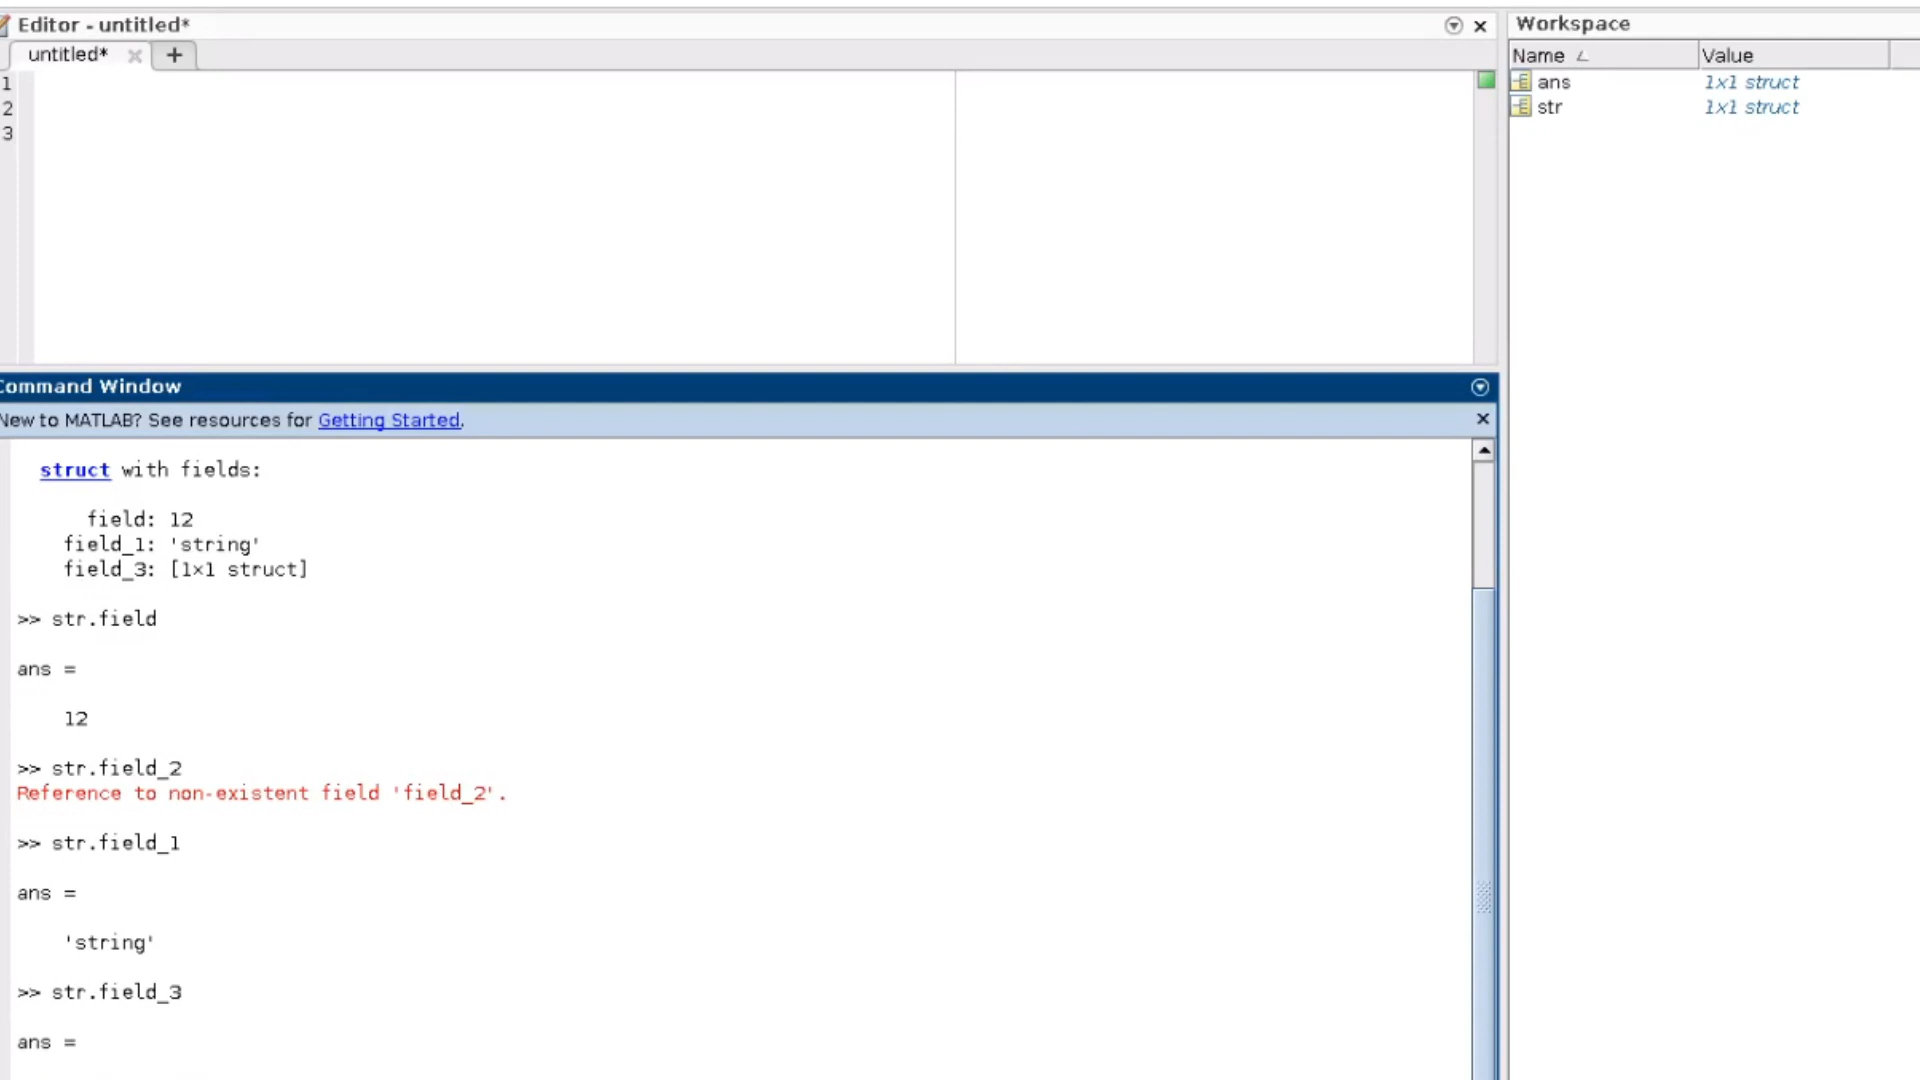 Editor - untitled*
untitled*
+
1
2
3
Workspace
Name Value
ans 1x1 struct
str 1x1 struct
Command Window
New to MATLAB? See resources for Getting Started.
struct with fields:
field: 12
field_1: 'string'
field_3: [1×1 struct]
>> str.field
ans =
12
>> str.field_2
Reference to non-existent field 'field_2'.
>> str.field_1
ans =
'string'
>> str.field_3
ans =